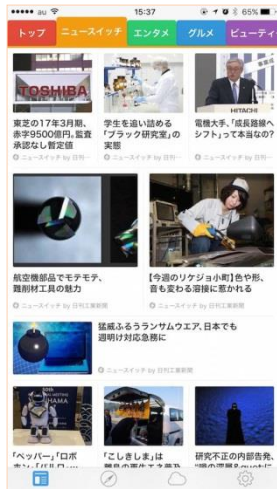 au
15:37
65%
トップ
ニュースイッチ
エンタメ
グルメ
ビューティ
TOSHIBA
HITACHI
東芝の17年3月期、
赤字9500億円。監査
承認なし暫定値
ニュースイッチ by 日刊…
学生を追い詰める
「ブラック研究室」の
実態
ニュースイッチ by 日刊…
電機大手、「成長路線へ
シフト」って本当なの?
ニュースイッチ by 日刊…
航空機部品でモテモテ、
難削材工具の魅力
ニュースイッチ by 日刊工業新聞
【今週のリケジョ小町】色や形、
音も変わる溶接に惹かれる
ニュースイッチ by 日刊工業新聞
猛威ふるうランサムウエア、日本でも
週明け対応急務に
ニュースイッチ by 日刊工業新聞
「ペッパー」「ロボ
「こしきしま」は
研究不正の内部告発、